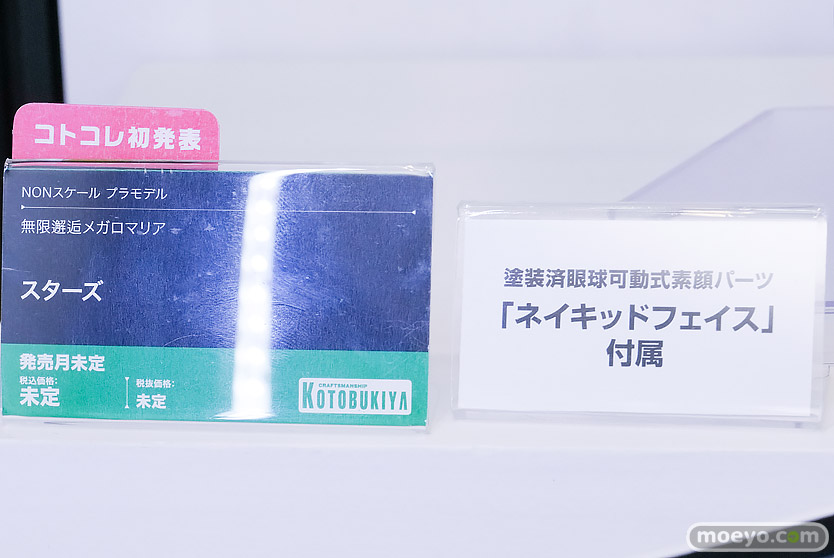 コトコレ初発表
NONスケール プラモデル
無限邂逅メガロマリア
スターズ
発売月未定
税込価格:
未定
税抜価格:
未定
CRAFTSMANSHIP
KOTOBUKIYA
塗装済眼球可動式素顔パーツ
「ネイキッドフェイス」
付属
moeyo.com